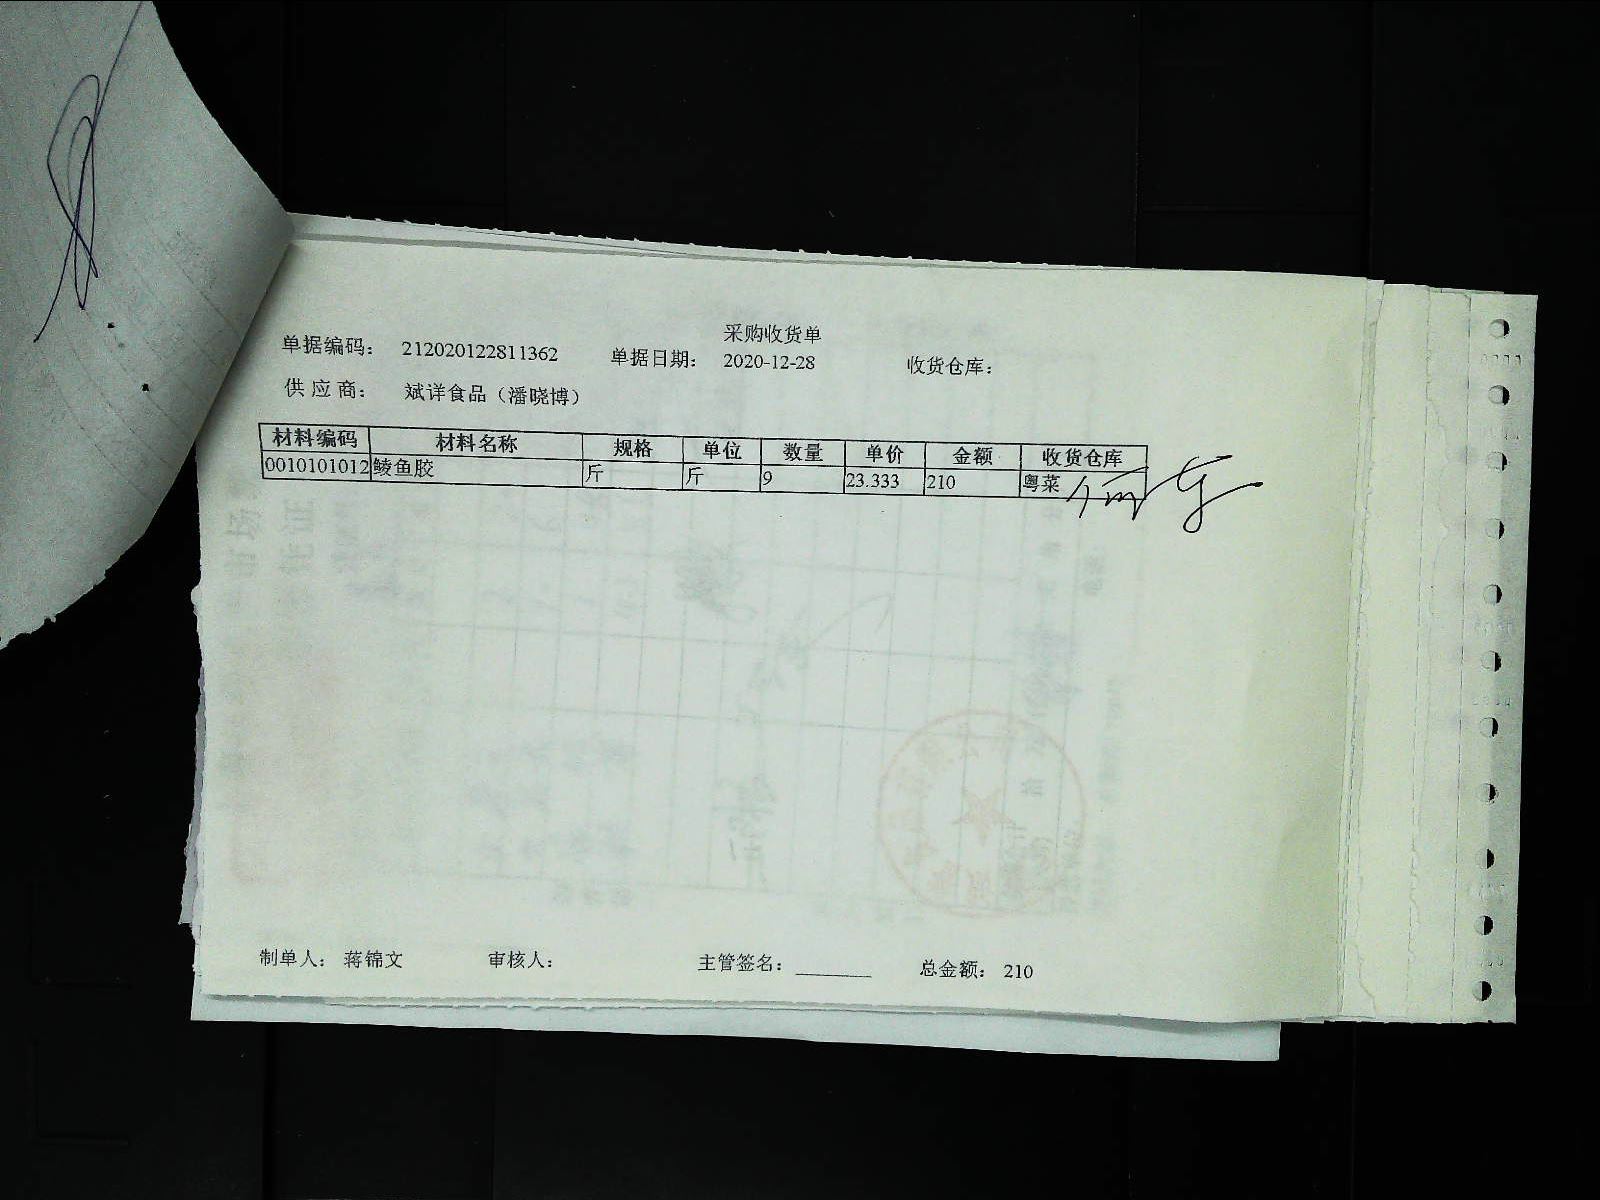 采购收货单
单据编码： 212020122811362 单据日期： 2020-12-28 收货仓库：
供应商： 斌详食品（潘晓博）
材料编码 材料名称 规格 单位 数量 单价 金额 收货仓库
0010101012 鲮鱼胶 斤 斤 9 23.333 210 粤菜
制单人： 蒋锦文 审核人： 主管签名： ________ 总金额： 210